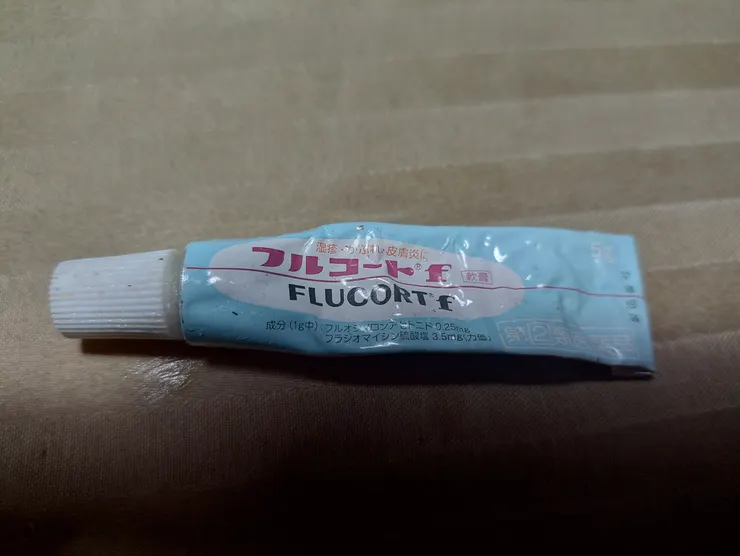 湿疹・かぶれ・皮膚炎に
フルコート® f 軟膏
FLUCORT® f
成分(1g中) フルオシノロンアセトニド 0.25mg
フラジオマイシン硫酸塩 3.5mg(力価)
5g